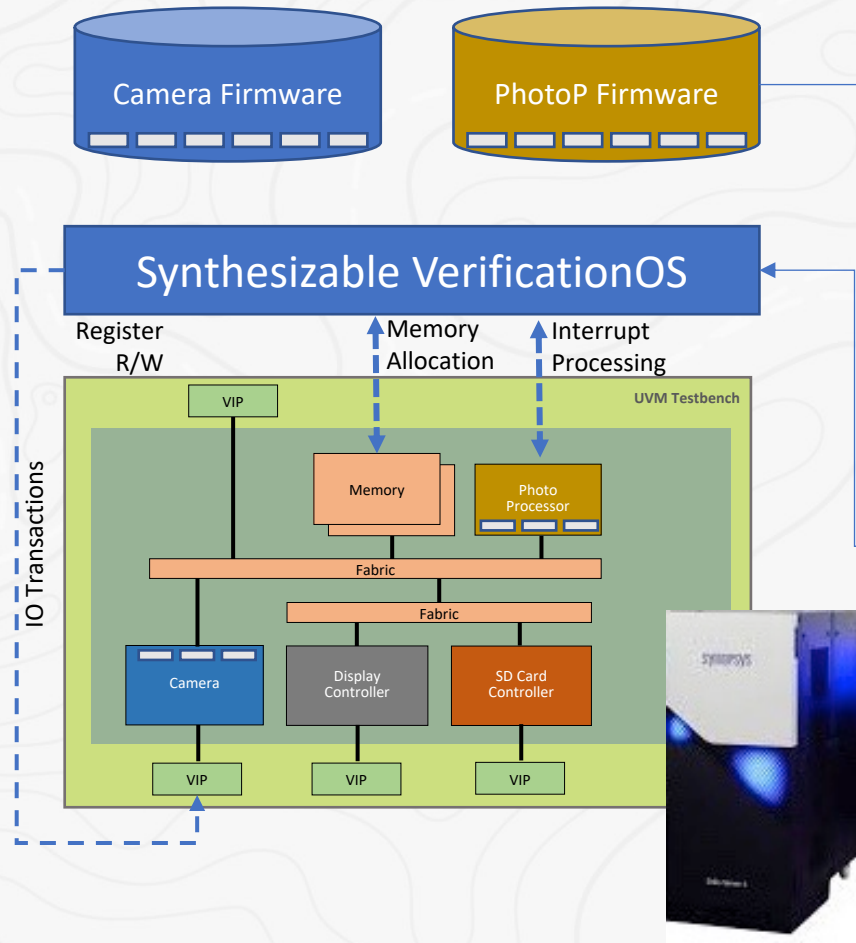 Camera Firmware
PhotoP Firmware
Synthesizable VerificationOS
Register
R/W
Memory
Allocation
Interrupt
Processing
UVM Testbench
VIP
IO Transactions
Memory
Photo
Processor
Fabric
Fabric
Camera
Display
Controller
SD Card
Controller
VIP
VIP
VIP
SYNOPSYS